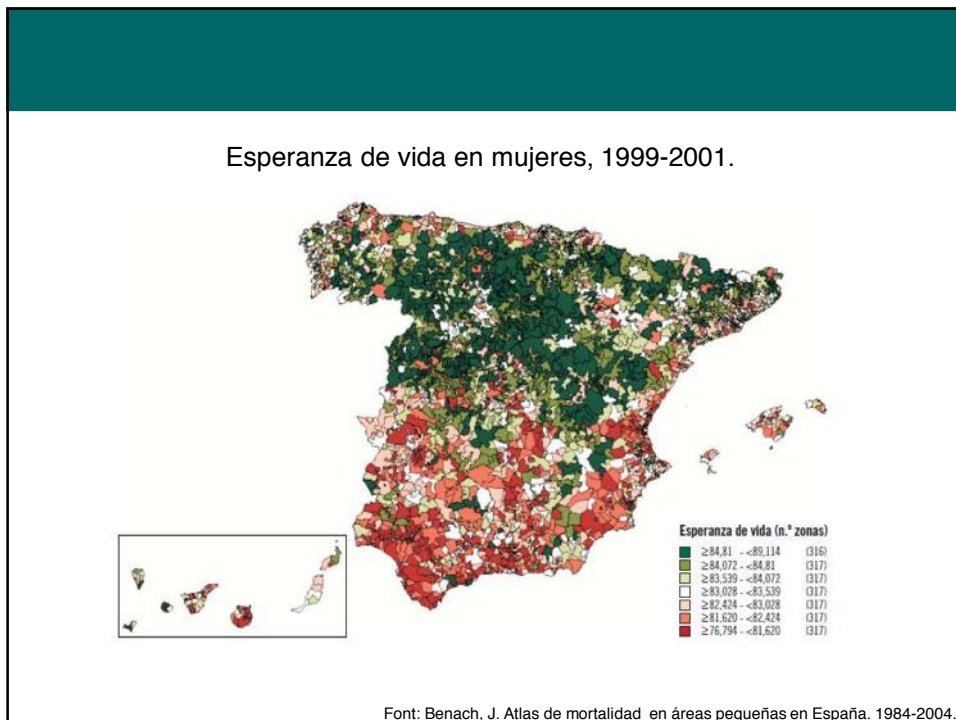 Esperanza de vida en mujeres, 1999-2001.
Esperanza de vida (n.º zonas)
≥84,81 - <89,114 (316)
≥84,072 - <84,81 (317)
≥83,539 - <84,072 (317)
≥83,028 - <83,539 (317)
≥82,424 - <83,028 (317)
≥81,620 - <82,424 (317)
≥76,794 - <81,620 (317)
Font: Benach, J. Atlas de mortalidad en áreas pequeñas en España. 1984-2004.